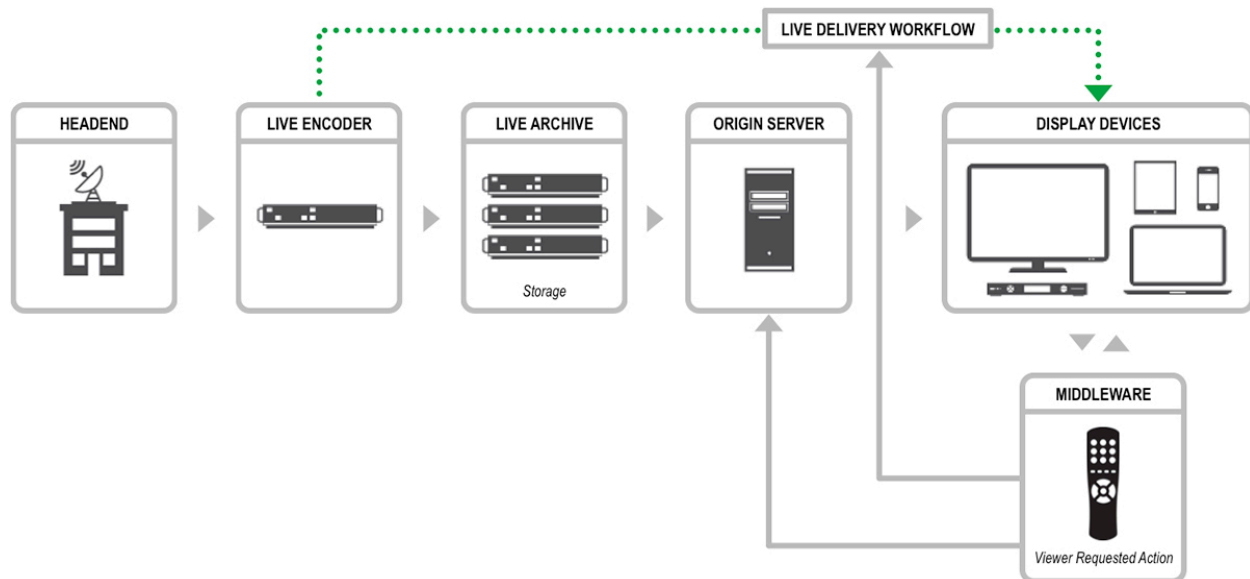 LIVE DELIVERY WORKFLOW
HEADEND
LIVE ENCODER
LIVE ARCHIVE
ORIGIN SERVER
DISPLAY DEVICES
Storage
MIDDLEWARE
Viewer Requested Action